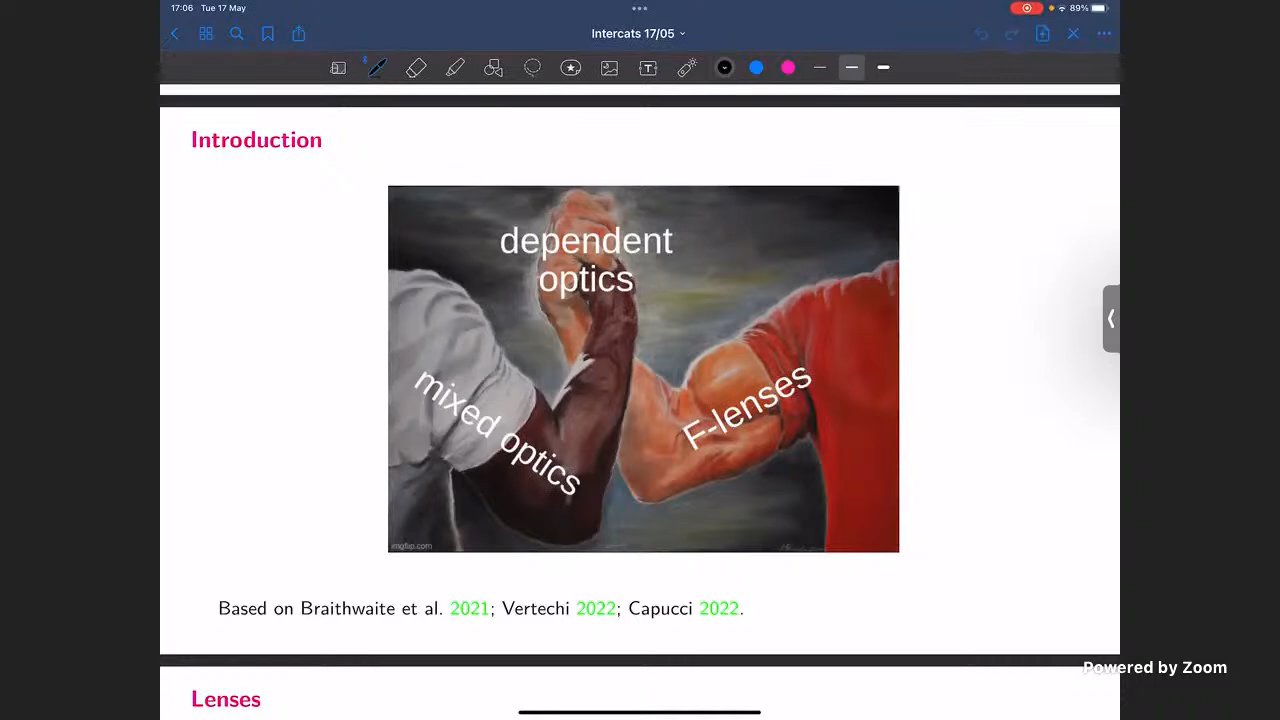 17:06 Tue 17 May
89%
Intercats 17/05
Introduction
dependent
optics
mixed optics
F-lenses
imgflip.com
Based on Braithwaite et al. 2021; Vertechi 2022; Capucci 2022.
Powered by Zoom
Lenses